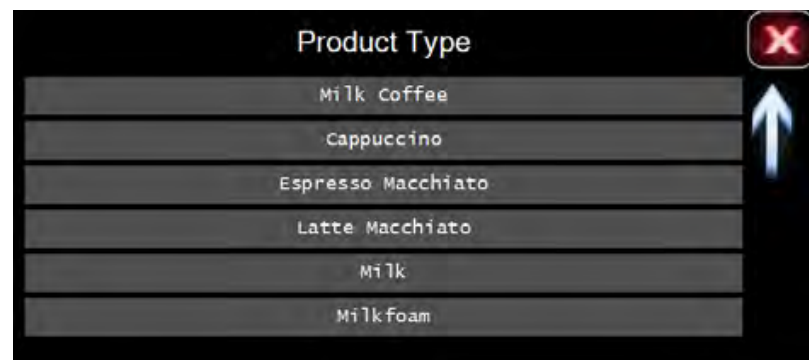 Product Type
Milk Coffee
Cappuccino
Espresso Macchiato
Latte Macchiato
Milk
Milkfoam